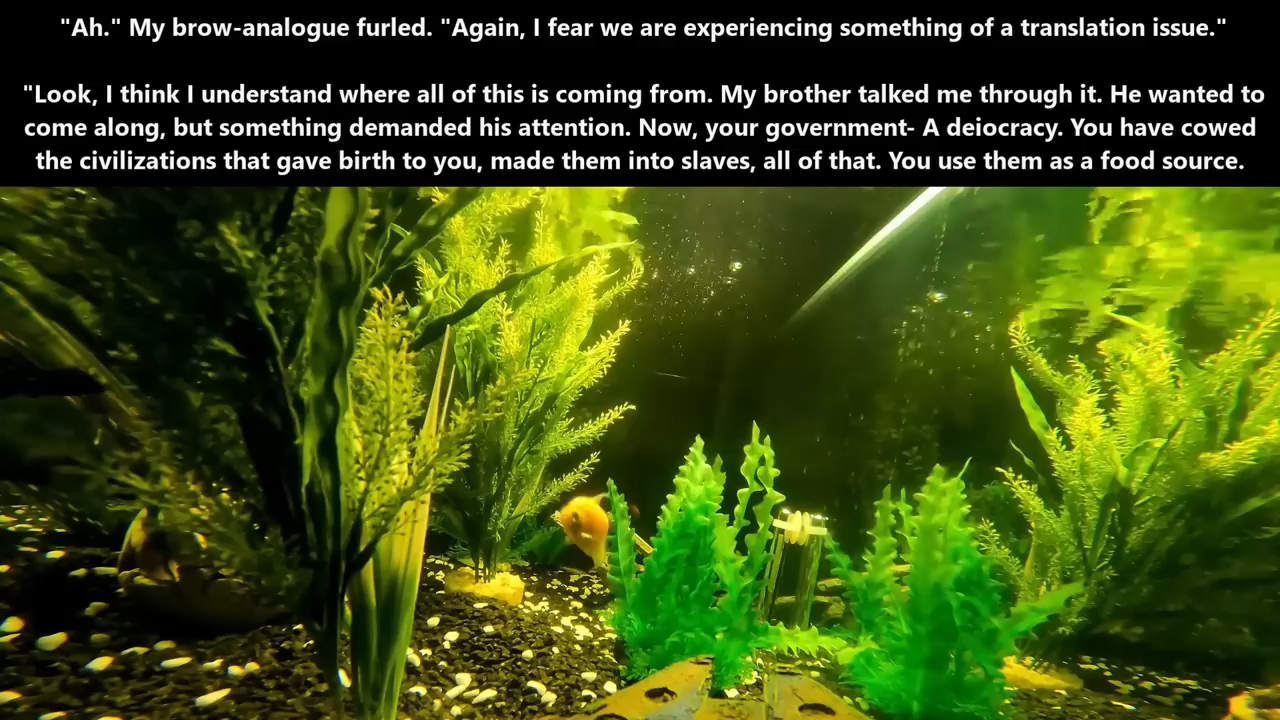 "Ah." My brow-analogue furled. "Again, I fear we are experiencing something of a translation issue."
"Look, I think I understand where all of this is coming from. My brother talked me through it. He wanted to
come along, but something demanded his attention. Now, your government- A deiocracy. You have cowed
the civilizations that gave birth to you, made them into slaves, all of that. You use them as a food source.